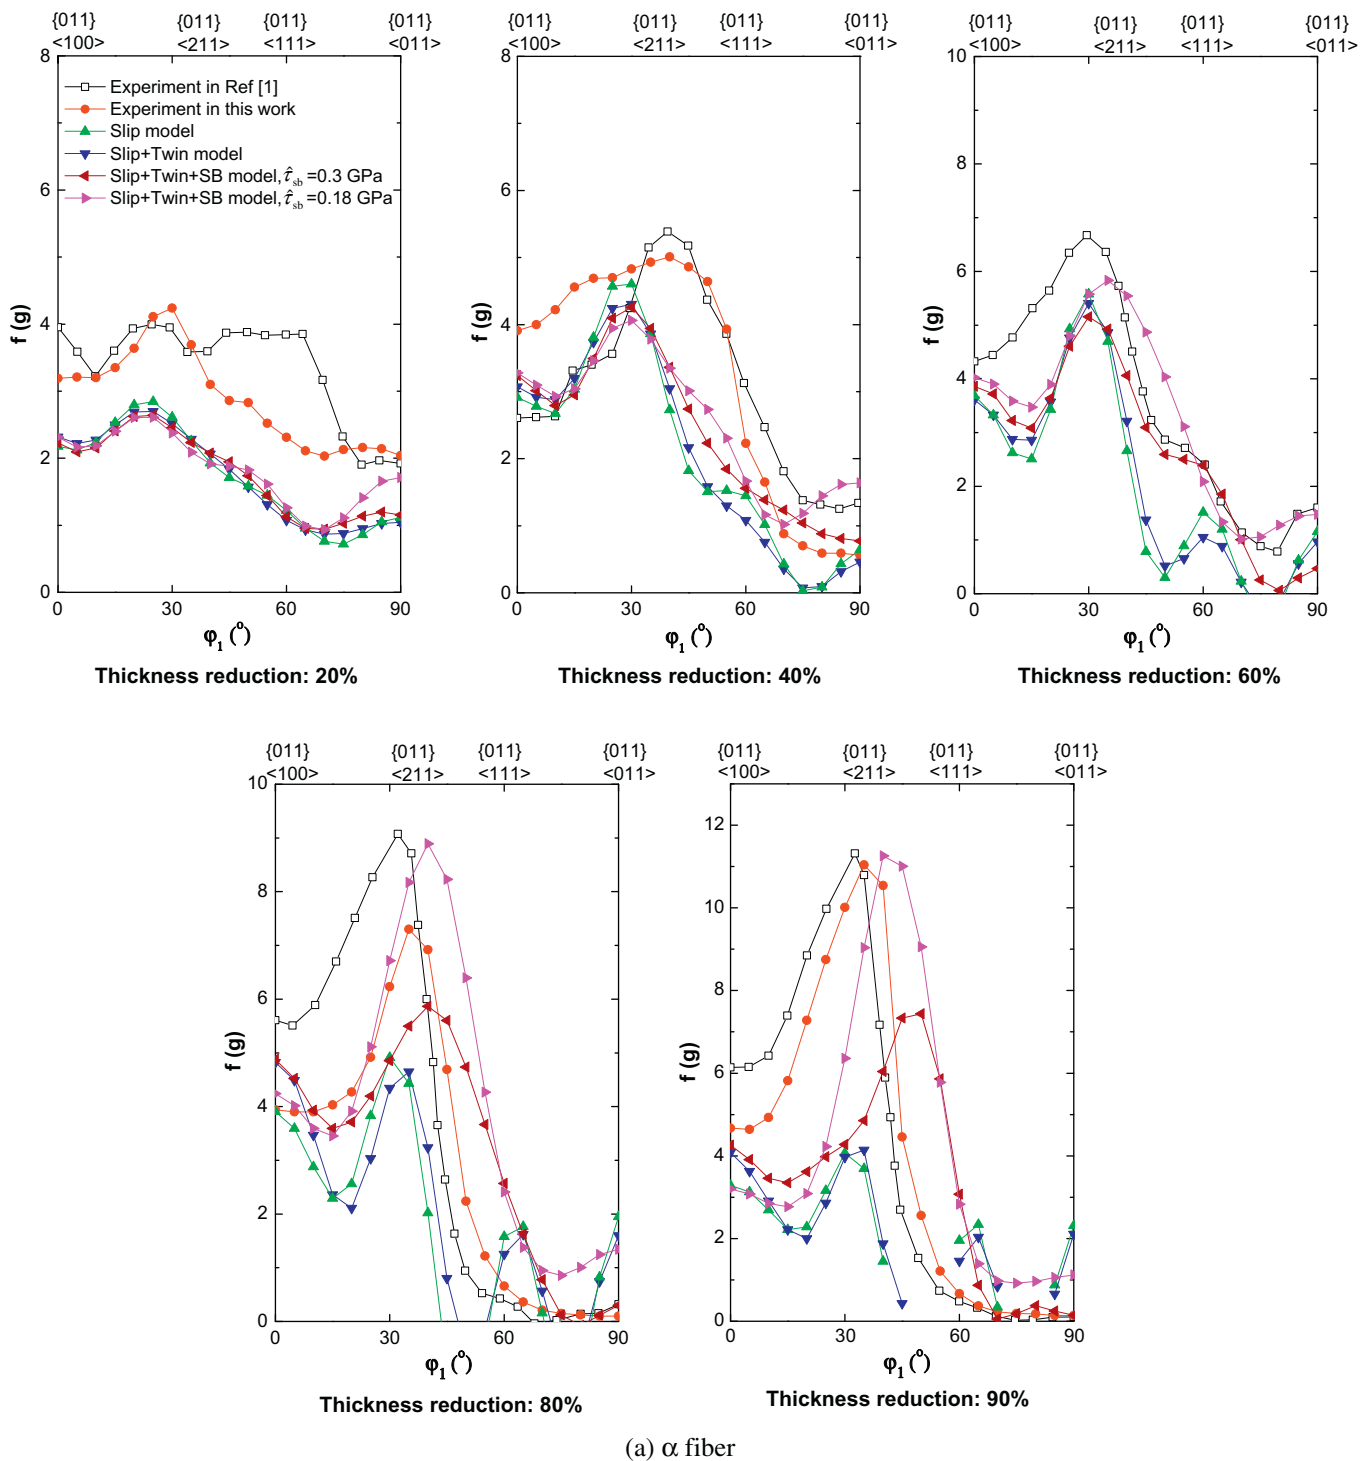 {011} {011} {011} {011}
<100> <211> <111> <011>
8
6
4
2
0
f (g)
Experiment in Ref [1]
Experiment in this work
Slip model
Slip+Twin model
Slip+Twin+SB model, τ̂sb=0.3 GPa
Slip+Twin+SB model, τ̂sb=0.18 GPa
0 30 60 90
φ1 (°)
Thickness reduction: 20%
{011} {011} {011} {011}
<100> <211> <111> <011>
8
6
4
2
0
f (g)
0 30 60 90
φ1 (°)
Thickness reduction: 40%
{011} {011} {011} {011}
<100> <211> <111> <011>
10
8
6
4
2
0
f (g)
0 30 60 90
φ1 (°)
Thickness reduction: 60%
{011} {011} {011} {011}
<100> <211> <111> <011>
10
8
6
4
2
0
f (g)
0 30 60 90
φ1 (°)
Thickness reduction: 80%
{011} {011} {011} {011}
<100> <211> <111> <011>
12
10
8
6
4
2
0
f (g)
0 30 60 90
φ1 (°)
Thickness reduction: 90%
(a) α fiber